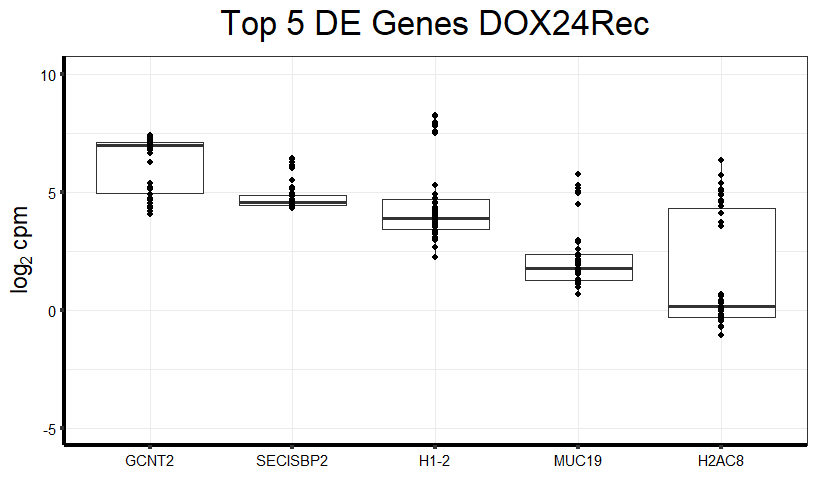 Top 5 DE Genes DOX24Rec
log₂ cpm
10
5
0
-5
GCNT2 SECISBP2 H1-2 MUC19 H2AC8